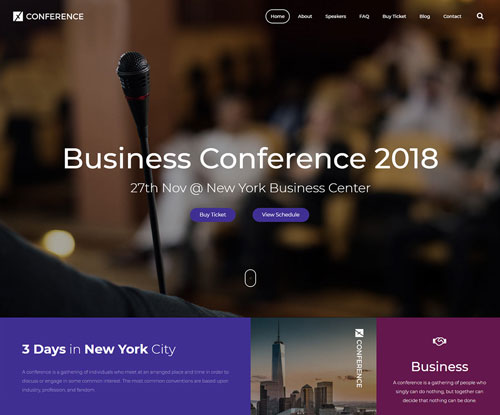 CONFERENCE
Home About Speakers FAQ Buy Ticket Blog Contact
Business Conference 2018
27th Nov @ New York Business Center
Buy Ticket View Schedule
3 Days in New York City
A conference is a gathering of individuals who meet at an arranged place and time in order to
discuss or engage in some common interest. The most common conventions are based upon
industry, profession, and fandom.
CONFERENCE
Business
A conference is a gathering of people who
singly can do nothing, but together can
decide that nothing can be done.